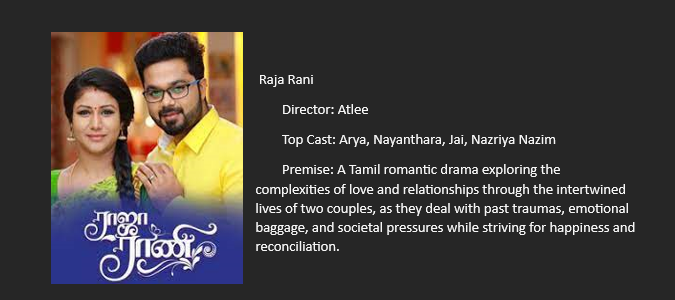 ராஜா
ராணி
Raja Rani
Director: Atlee
Top Cast: Arya, Nayanthara, Jai, Nazriya Nazim
Premise: A Tamil romantic drama exploring the
complexities of love and relationships through the intertwined
lives of two couples, as they deal with past traumas, emotional
baggage, and societal pressures while striving for happiness and
reconciliation.